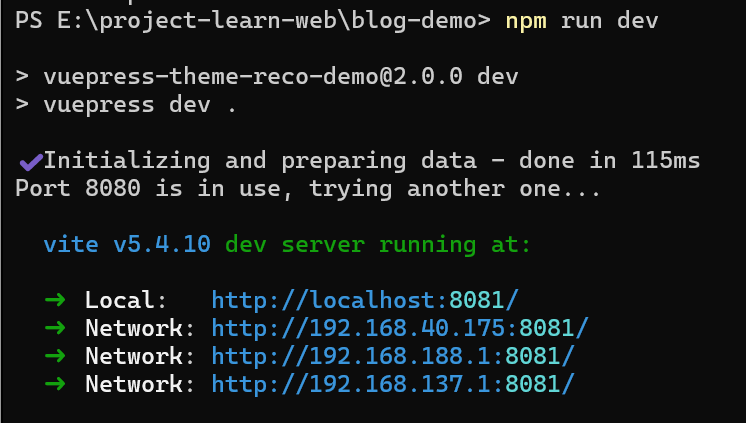 PS E:\project-learn-web\blog-demo> npm run dev
> vuepress-theme-reco-demo@2.0.0 dev
> vuepress dev .
✔Initializing and preparing data - done in 115ms
Port 8080 is in use, trying another one...
vite v5.4.10 dev server running at:
➜ Local: http://localhost:8081/
➜ Network: http://192.168.40.175:8081/
➜ Network: http://192.168.188.1:8081/
➜ Network: http://192.168.137.1:8081/